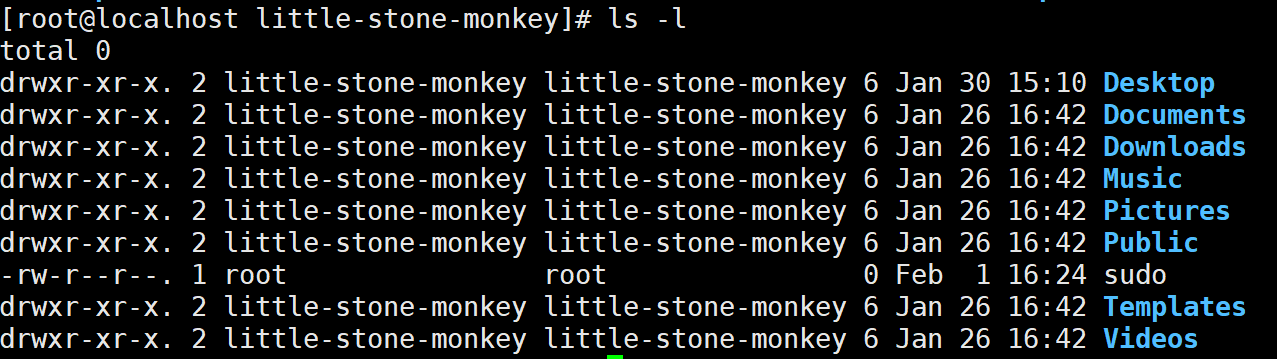 [root@localhost little-stone-monkey]# ls -l
total 0
drwxr-xr-x. 2 little-stone-monkey little-stone-monkey 6 Jan 30 15:10 Desktop
drwxr-xr-x. 2 little-stone-monkey little-stone-monkey 6 Jan 26 16:42 Documents
drwxr-xr-x. 2 little-stone-monkey little-stone-monkey 6 Jan 26 16:42 Downloads
drwxr-xr-x. 2 little-stone-monkey little-stone-monkey 6 Jan 26 16:42 Music
drwxr-xr-x. 2 little-stone-monkey little-stone-monkey 6 Jan 26 16:42 Pictures
drwxr-xr-x. 2 little-stone-monkey little-stone-monkey 6 Jan 26 16:42 Public
-rw-r--r--. 1 root                root                0 Feb  1 16:24 sudo
drwxr-xr-x. 2 little-stone-monkey little-stone-monkey 6 Jan 26 16:42 Templates
drwxr-xr-x. 2 little-stone-monkey little-stone-monkey 6 Jan 26 16:42 Videos